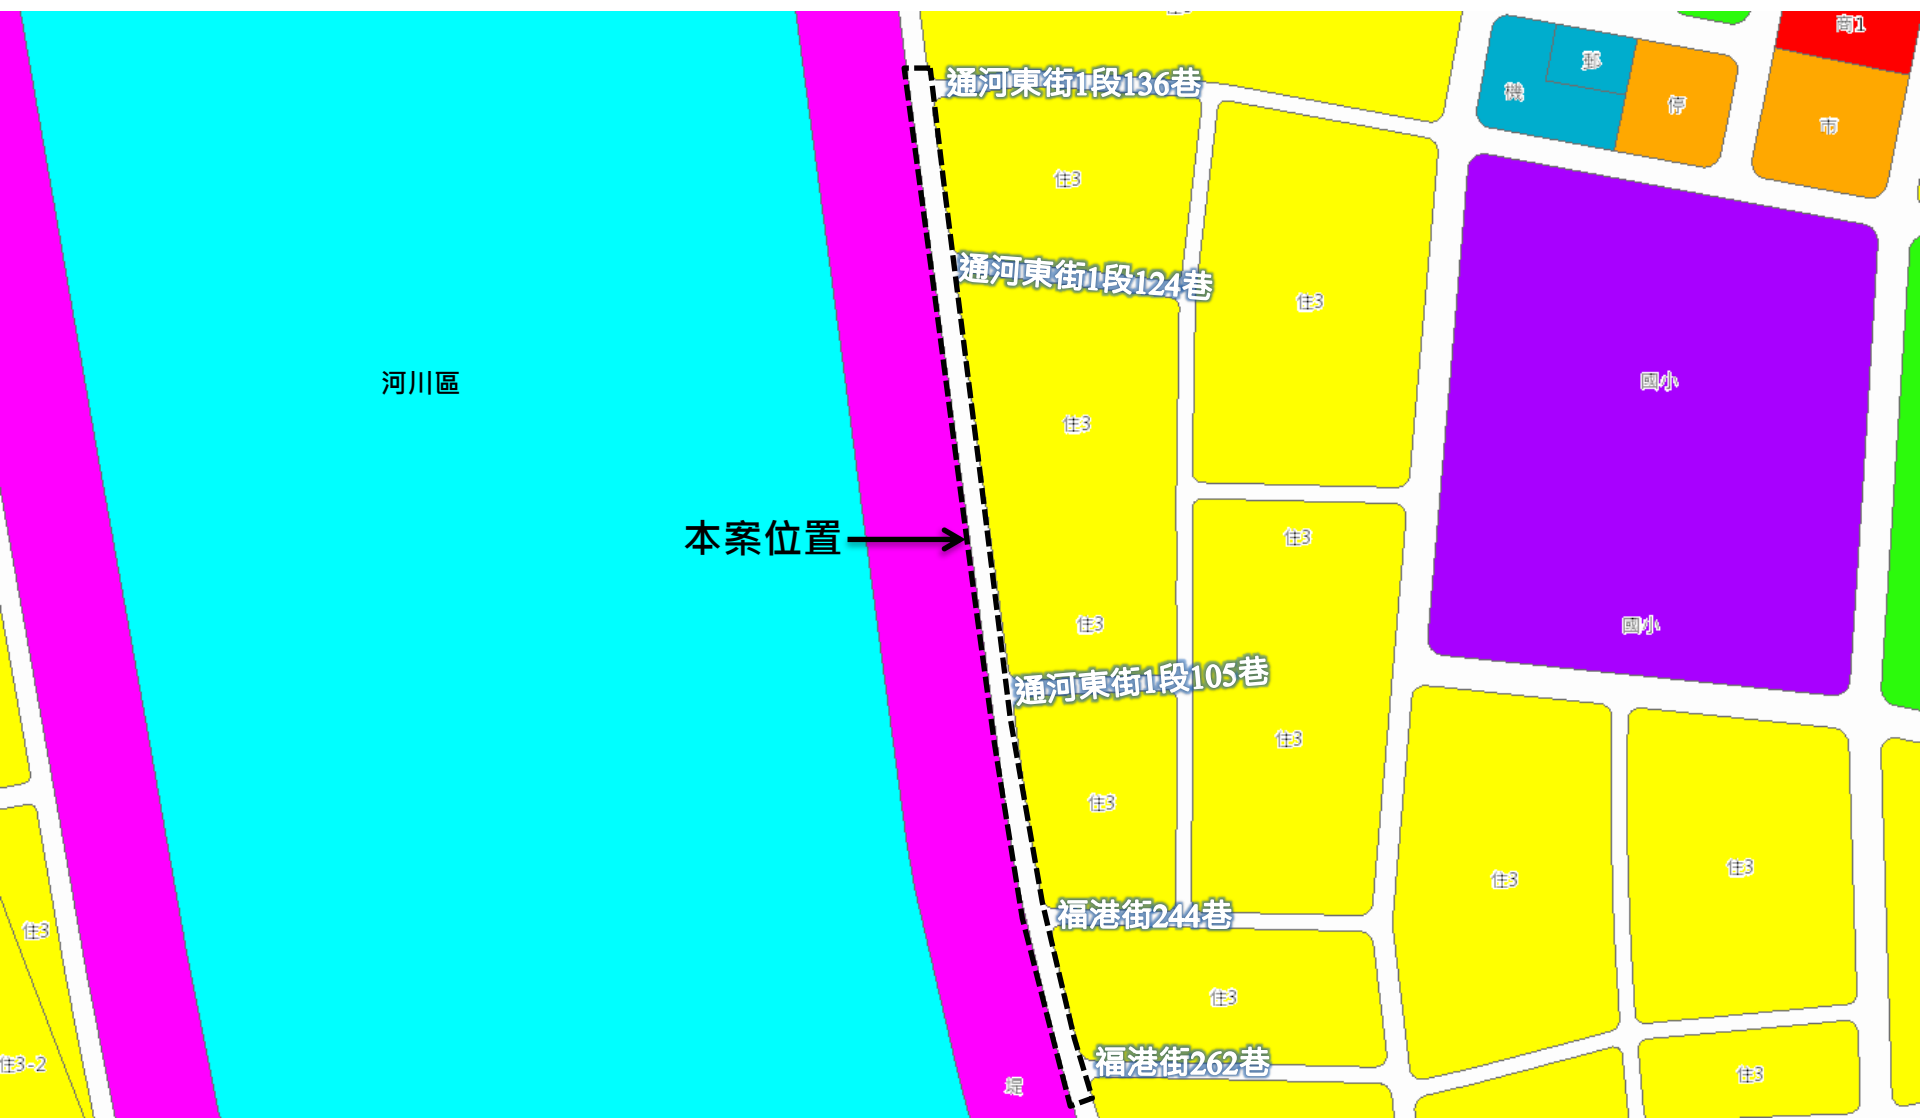 商1
郵
機
停
市
通河東街1段136巷
住3
通河東街1段124巷
住3
河川區
國小
住3
本案位置
住3
住3
國小
通河東街1段105巷
住3
住3
住3
住3
福港街244巷
住3
住3
福港街262巷
住3-2
堤
住3